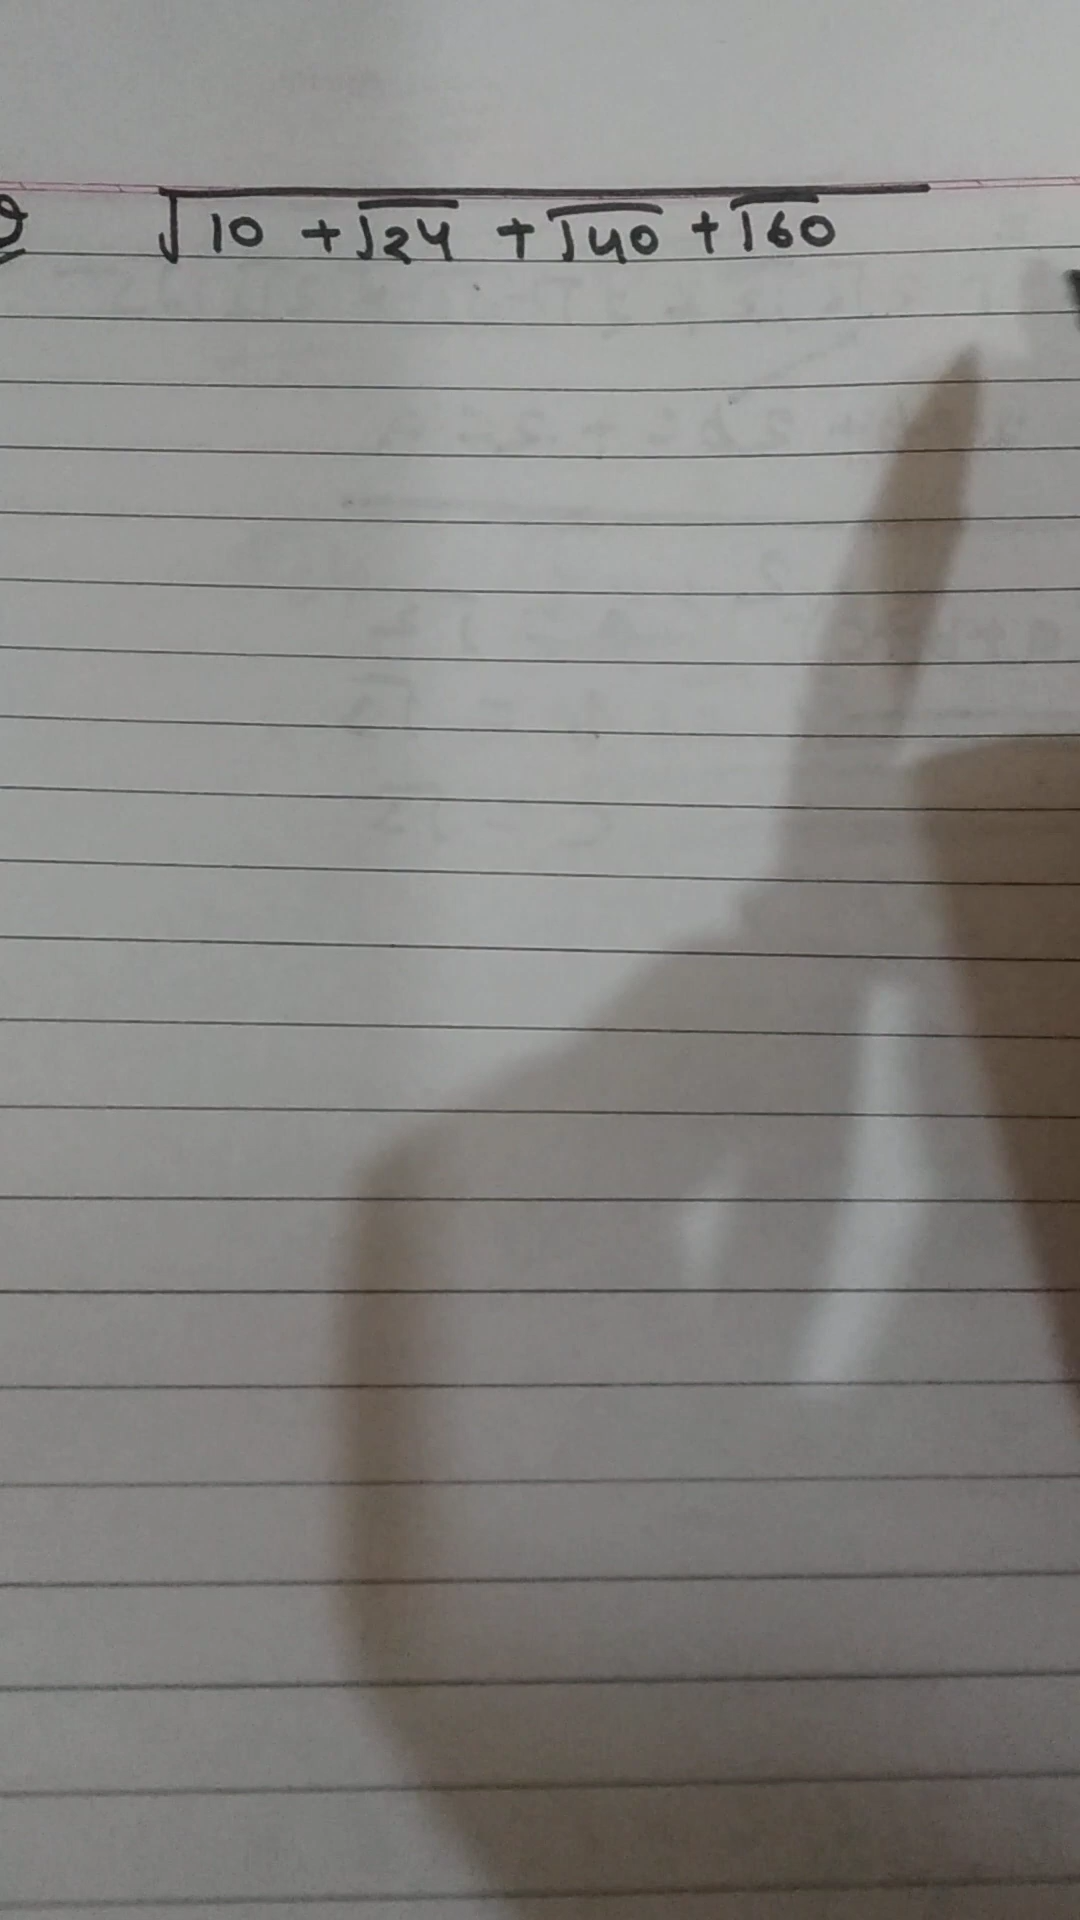 Q √(10 + √24 + √40 + √60)